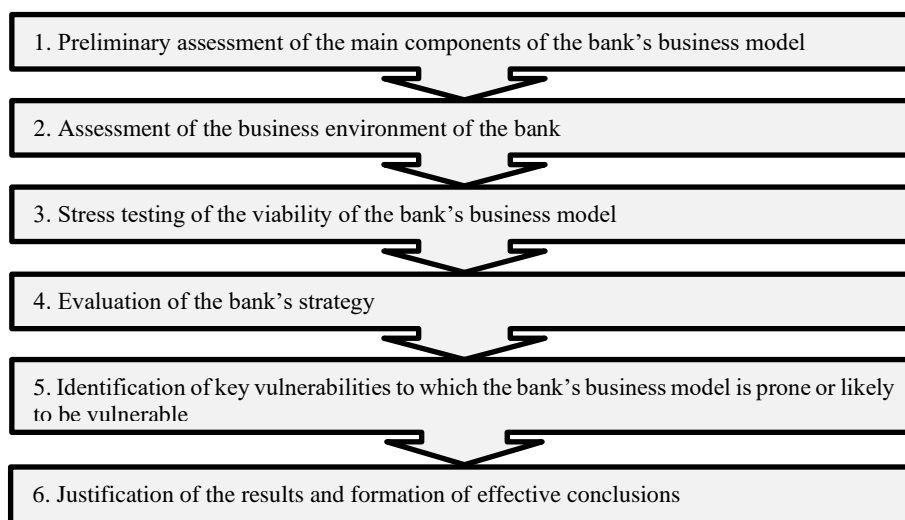 1. Preliminary assessment of the main components of the bank’s business model
2. Assessment of the business environment of the bank
3. Stress testing of the viability of the bank’s business model
4. Evaluation of the bank’s strategy
5. Identification of key vulnerabilities to which the bank’s business model is prone or likely
to be vulnerable
6. Justification of the results and formation of effective conclusions